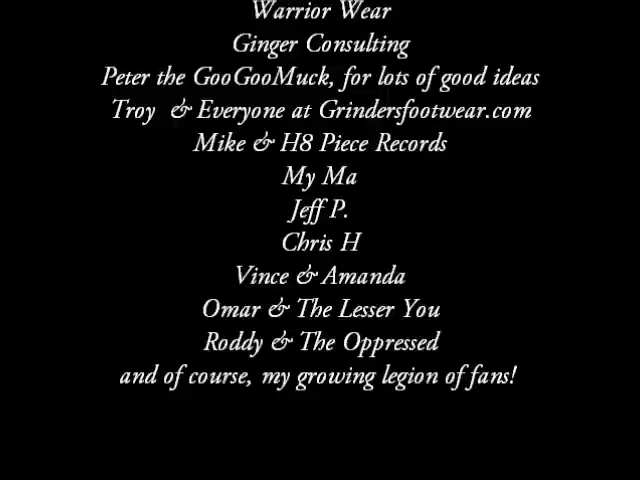 Warrior Wear
Ginger Consulting
Peter the GooGooMuck, for lots of good ideas
Troy & Everyone at Grindersfootwear.com
Mike & H8 Piece Records
My Ma
Jeff P.
Chris H
Vince & Amanda
Omar & The Lesser You
Roddy & The Oppressed
and of course, my growing legion of fans!